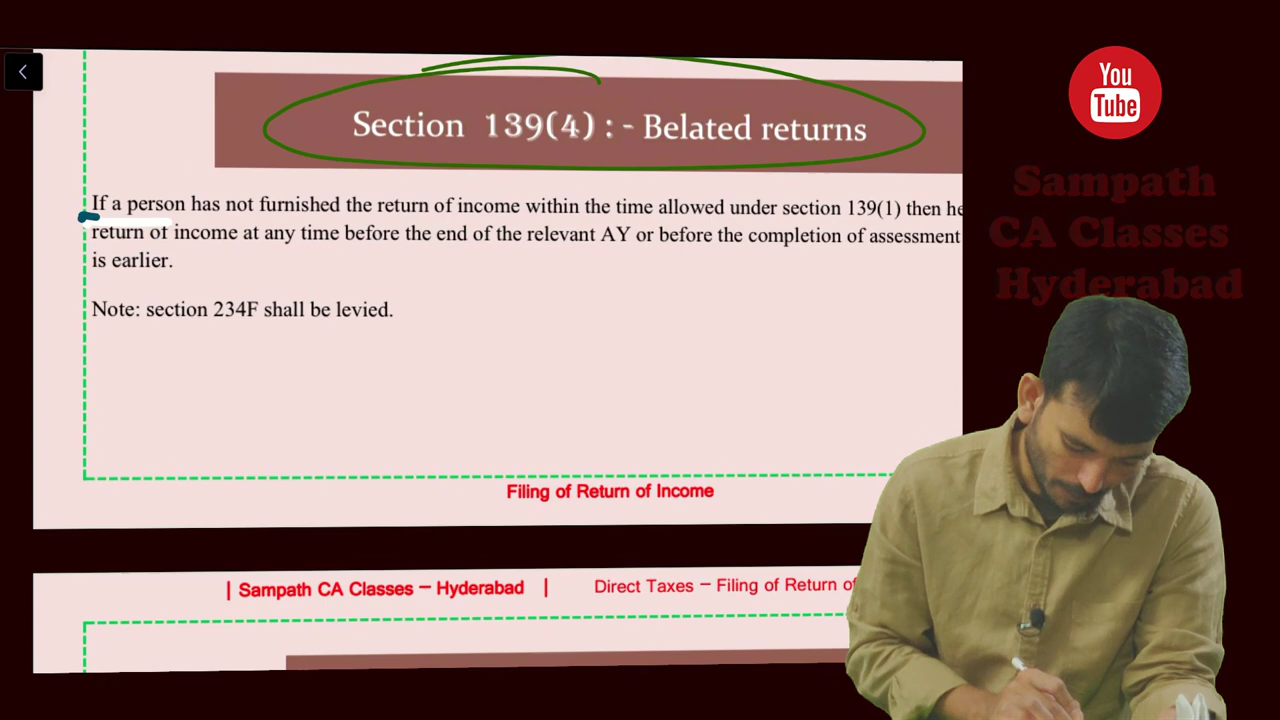 Section 139(4) : - Belated returns
If a person has not furnished the return of income within the time allowed under section 139(1) then he
return of income at any time before the end of the relevant AY or before the completion of assessment
is earlier.
Note: section 234F shall be levied.
Filing of Return of Income
| Sampath CA Classes – Hyderabad | Direct Taxes – Filing of Return of
You
Tube
Sampath
CA Classes
Hyderabad